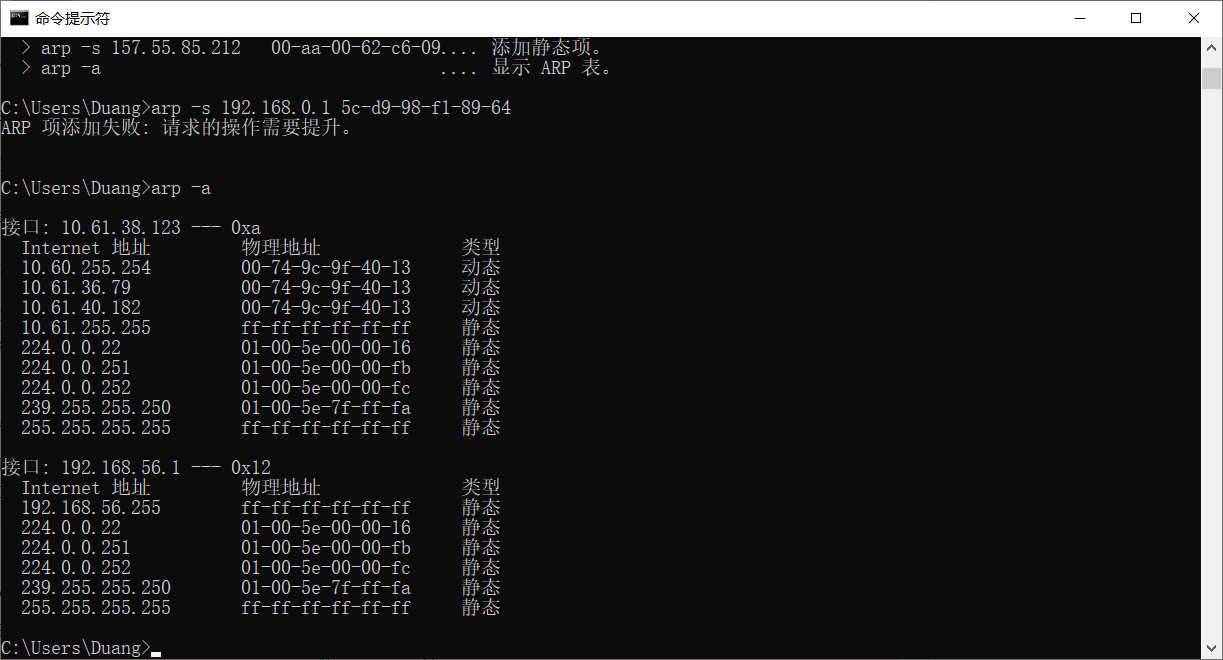 命令提示符
> arp -s 157.55.85.212   00-aa-00-62-c6-09.... 添加静态项。
> arp -a                                  .... 显示 ARP 表。
C:\Users\Duang>arp -s 192.168.0.1 5c-d9-98-f1-89-64
ARP 项添加失败: 请求的操作需要提升。
C:\Users\Duang>arp -a
接口: 10.61.38.123 --- 0xa
Internet 地址         物理地址              类型
10.60.255.254         00-74-9c-9f-40-13     动态
10.61.36.79           00-74-9c-9f-40-13     动态
10.61.40.182          00-74-9c-9f-40-13     动态
10.61.255.255         ff-ff-ff-ff-ff-ff     静态
224.0.0.22            01-00-5e-00-00-16     静态
224.0.0.251           01-00-5e-00-00-fb     静态
224.0.0.252           01-00-5e-00-00-fc     静态
239.255.255.250       01-00-5e-7f-ff-fa     静态
255.255.255.255       ff-ff-ff-ff-ff-ff     静态
接口: 192.168.56.1 --- 0x12
Internet 地址         物理地址              类型
192.168.56.255        ff-ff-ff-ff-ff-ff     静态
224.0.0.22            01-00-5e-00-00-16     静态
224.0.0.251           01-00-5e-00-00-fb     静态
224.0.0.252           01-00-5e-00-00-fc     静态
239.255.255.250       01-00-5e-7f-ff-fa     静态
255.255.255.255       ff-ff-ff-ff-ff-ff     静态
C:\Users\Duang>